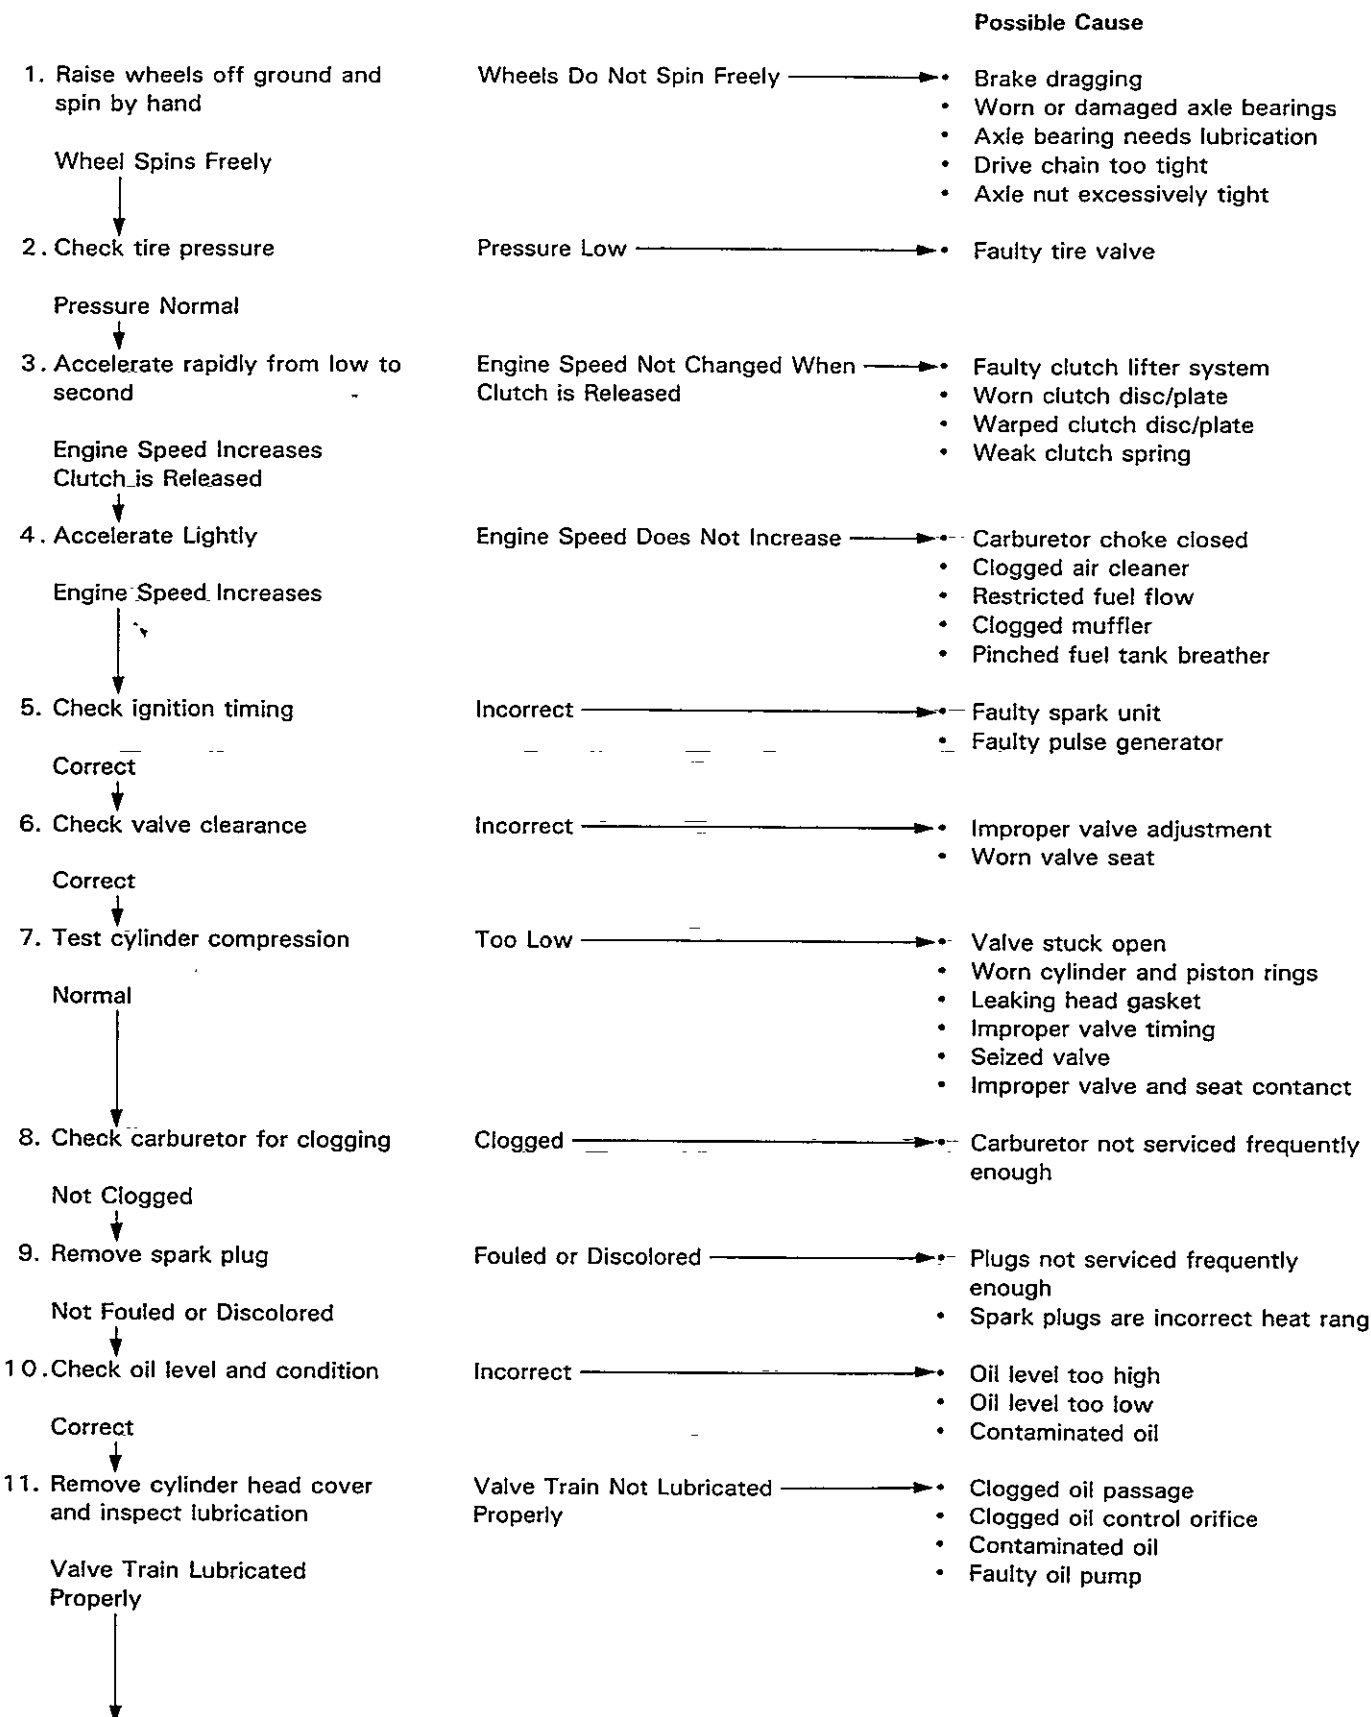 Possible Cause
1. Raise wheels off ground and spin by hand
Wheels Do Not Spin Freely
• Brake dragging
• Worn or damaged axle bearings
• Axle bearing needs lubrication
• Drive chain too tight
• Axle nut excessively tight
Wheel Spins Freely
2. Check tire pressure
Pressure Low
• Faulty tire valve
Pressure Normal
3. Accelerate rapidly from low to
second
Engine Speed Not Changed When
Clutch is Released
• Faulty clutch lifter system
• Worn clutch disc/plate
• Warped clutch disc/plate
• Weak clutch spring
Engine Speed Increases
Clutch is Released
4. Accelerate Lightly
Engine Speed Does Not Increase
• Carburetor choke closed
• Clogged air cleaner
• Restricted fuel flow
• Clogged muffler
• Pinched fuel tank breather
Engine Speed Increases
5. Check ignition timing
Incorrect
• Faulty spark unit
• Faulty pulse generator
Correct
6. Check valve clearance
Incorrect
• Improper valve adjustment
• Worn valve seat
Correct
7. Test cylinder compression
Too Low
• Valve stuck open
• Worn cylinder and piston rings
• Leaking head gasket
• Improper valve timing
• Seized valve
• Improper valve and seat contanct
Normal
8. Check carburetor for clogging
Clogged
• Carburetor not serviced frequently
enough
Not Clogged
9. Remove spark plug
Fouled or Discolored
• Plugs not serviced frequently
enough
• Spark plugs are incorrect heat rang
Not Fouled or Discolored
10. Check oil level and condition
Incorrect
• Oil level too high
• Oil level too low
• Contaminated oil
Correct
11. Remove cylinder head cover
and inspect lubrication
Valve Train Not Lubricated
Properly
• Clogged oil passage
• Clogged oil control orifice
• Contaminated oil
• Faulty oil pump
Valve Train Lubricated
Properly